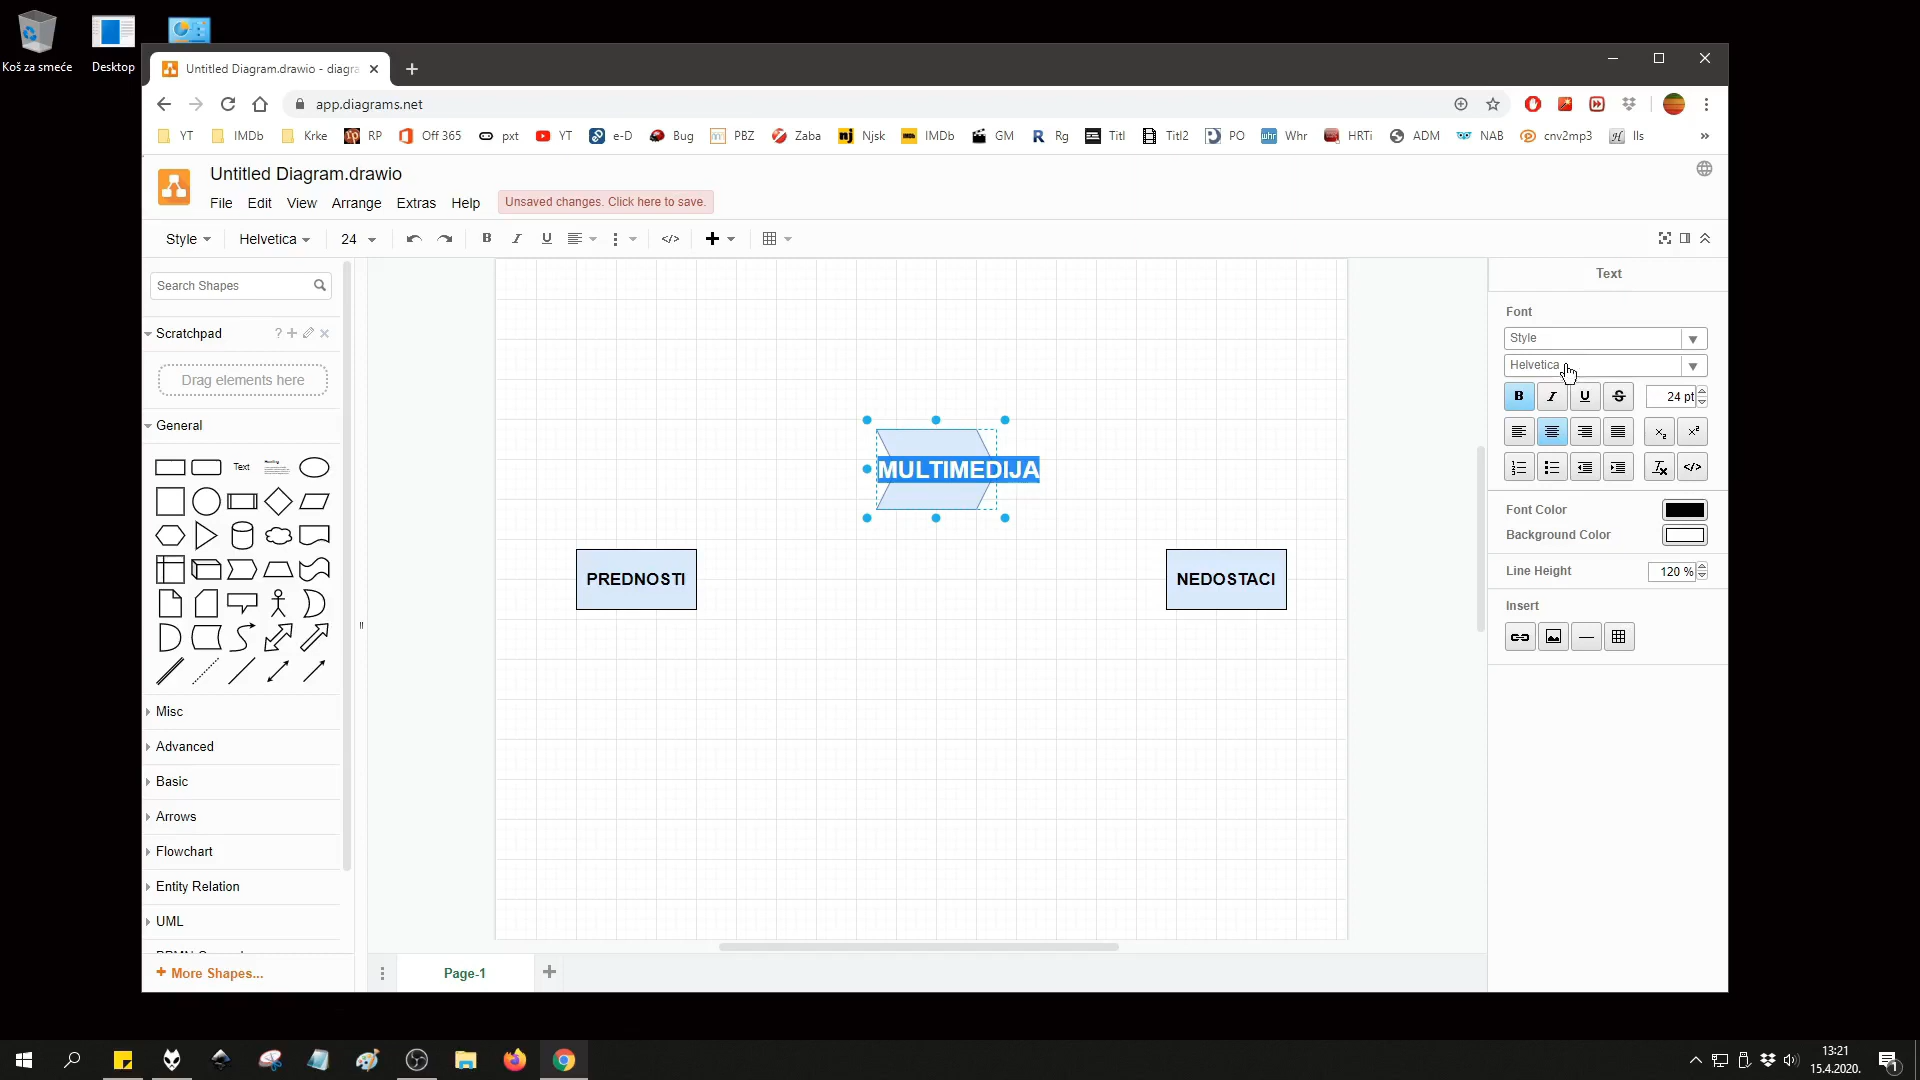 Koš za smeće
Desktop
Untitled Diagram.drawio - diagra
app.diagrams.net
YT
IMDb
Krke
RP
Off 365
pxt
YT
e-D
Bug
PBZ
Zaba
Njsk
IMDb
GM
Rg
Titl
Titl2
PO
Whr
HRTi
ADM
NAB
cnv2mp3
lls
Untitled Diagram.drawio
File Edit View Arrange Extras Help
Unsaved changes. Click here to save.
Style
Helvetica
24
B I U
</>
Search Shapes
Scratchpad
?
Drag elements here
General
Text
Misc
Advanced
Basic
Arrows
Flowchart
Entity Relation
UML
+ More Shapes...
MULTIMEDIJA
PREDNOSTI
NEDOSTACI
Page-1
Text
Font
Style
Helvetica
B I U S
24 pt
</>
Font Color
Background Color
Line Height
120 %
Insert
13:21
15.4.2020.
1